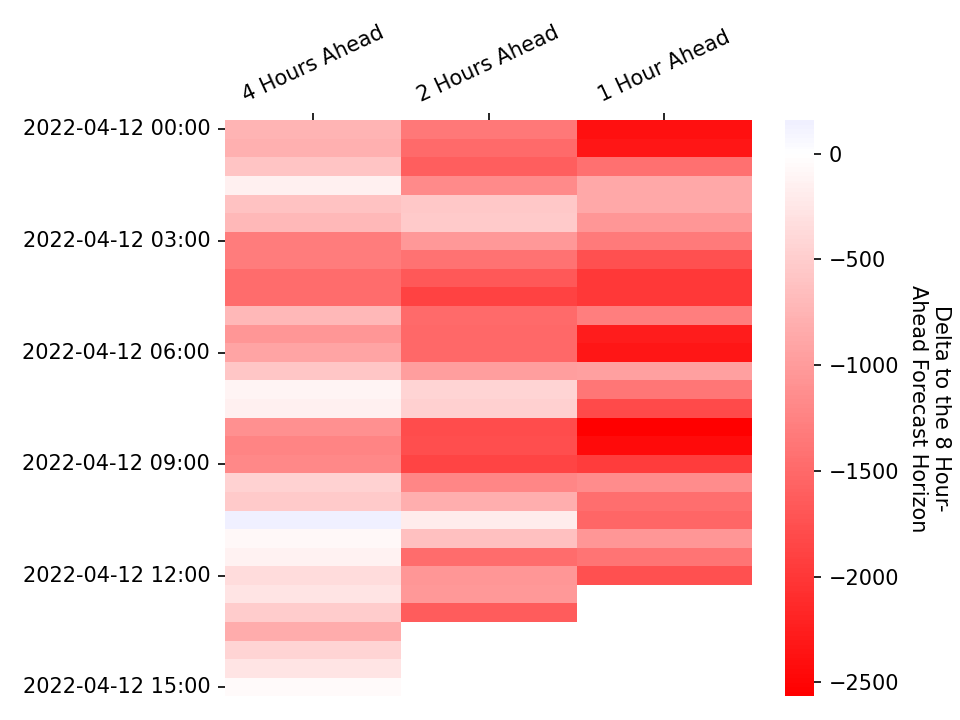 4 Hours Ahead
2 Hours Ahead
1 Hour Ahead
2022-04-12 00:00
2022-04-12 03:00
2022-04-12 06:00
2022-04-12 09:00
2022-04-12 12:00
2022-04-12 15:00
0
−500
−1000
−1500
−2000
−2500
Delta to the 8 Hour-
Ahead Forecast Horizon